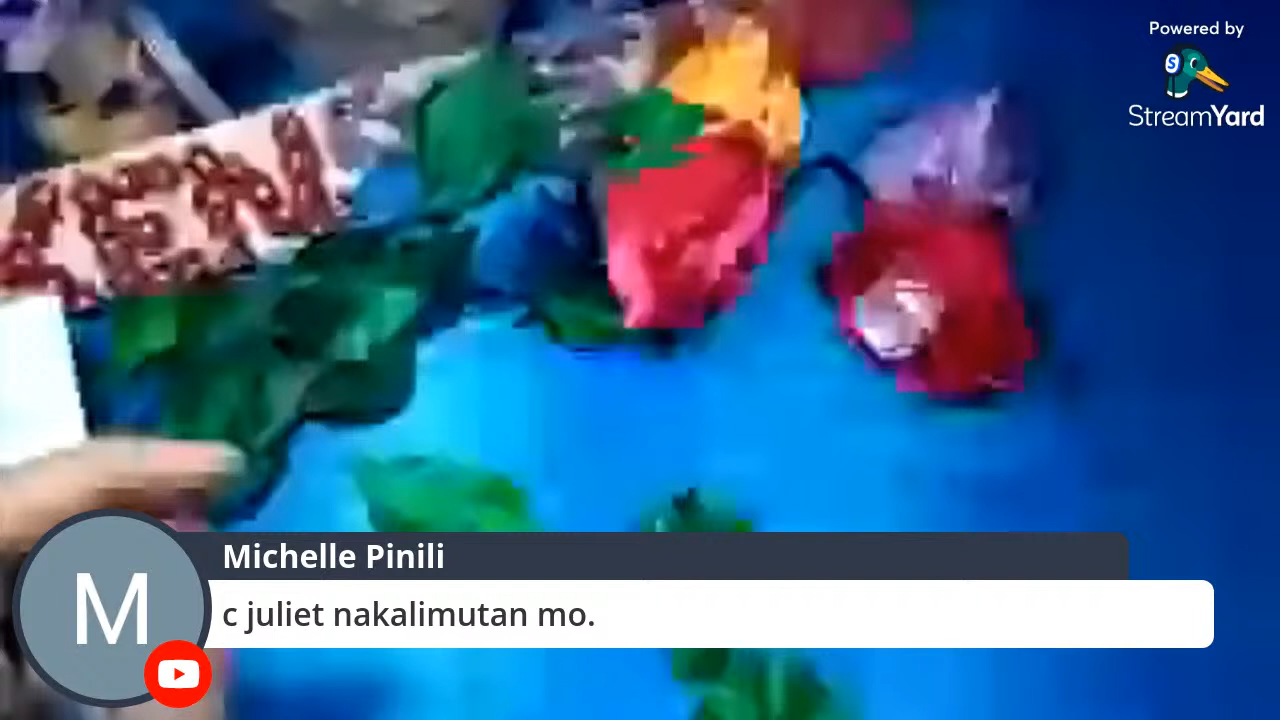 Powered by
StreamYard
M
Michelle Pinili
c juliet nakalimutan mo.